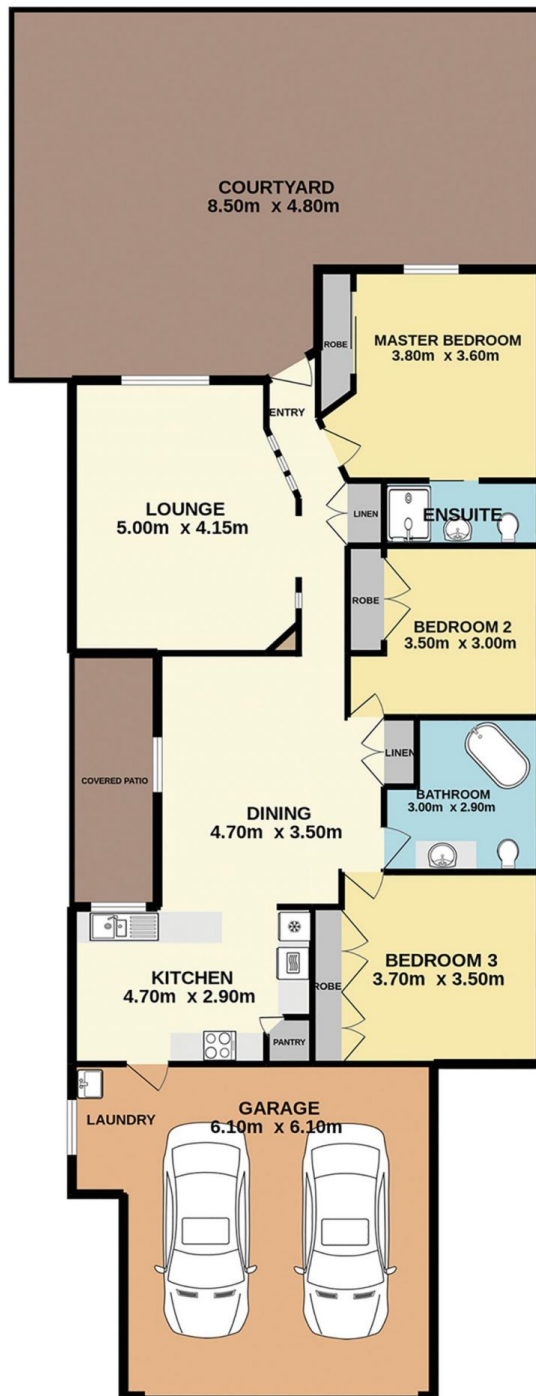 COURTYARD
8.50m x 4.80m
ROBE
MASTER BEDROOM
3.80m x 3.60m
ENTRY
LOUNGE
5.00m x 4.15m
LINEN
ENSUITE
ROBE
BEDROOM 2
3.50m x 3.00m
COVERED PATIO
LINEN
BATHROOM
3.00m x 2.90m
DINING
4.70m x 3.50m
KITCHEN
4.70m x 2.90m
ROBE
BEDROOM 3
3.70m x 3.50m
PANTRY
LAUNDRY
GARAGE
6.10m x 6.10m